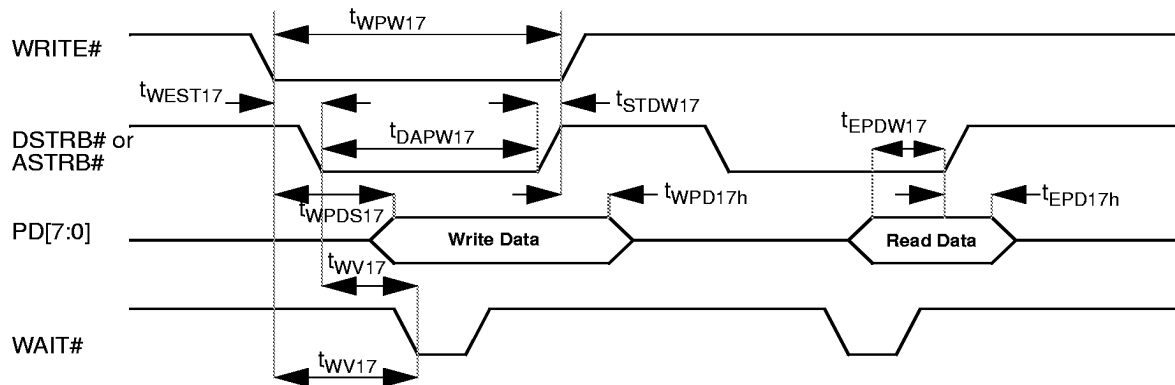 tWPW17
WRITE#
tWEST17
tSTDW17
DSTRB# or
ASTRB#
tDAPW17
tEPDW17
tWPDS17
tWPD17h
tEPD17h
PD[7:0]
Write Data
Read Data
tWV17
WAIT#
tWV17